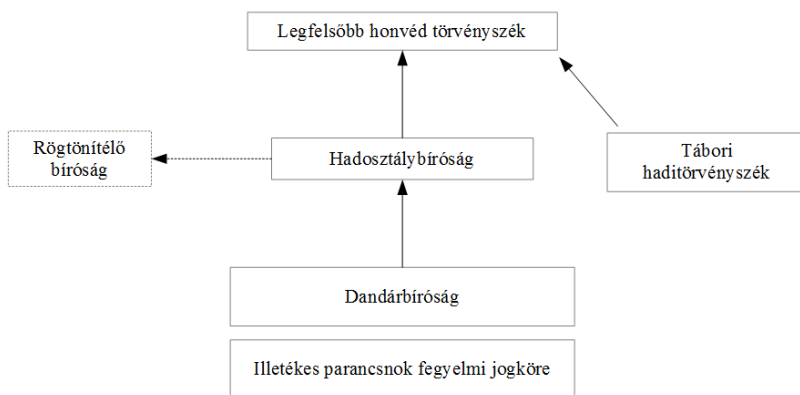 Legfelsőbb honvéd törvényszék
Rögtönítélő
bíróság
Hadosztálybíróság
Tábori
haditörvényszék
Dandárbíróság
Illetékes parancsnok fegyelmi jogköre